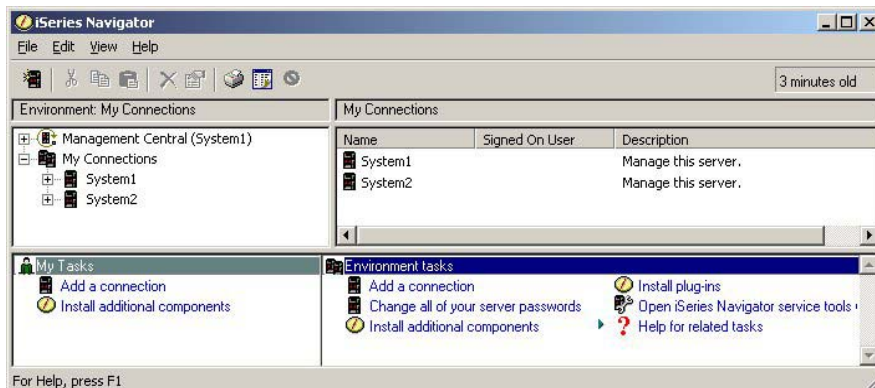 iSeries Navigator
File Edit View Help
3 minutes old
Environment: My Connections
My Connections
Management Central (System1)
My Connections
System1
System2
Name Signed On User Description
System1 Manage this server.
System2 Manage this server.
My Tasks
Add a connection
Install additional components
Environment tasks
Add a connection
Change all of your server passwords
Install additional components
Install plug-ins
Open iSeries Navigator service tools
Help for related tasks
For Help, press F1